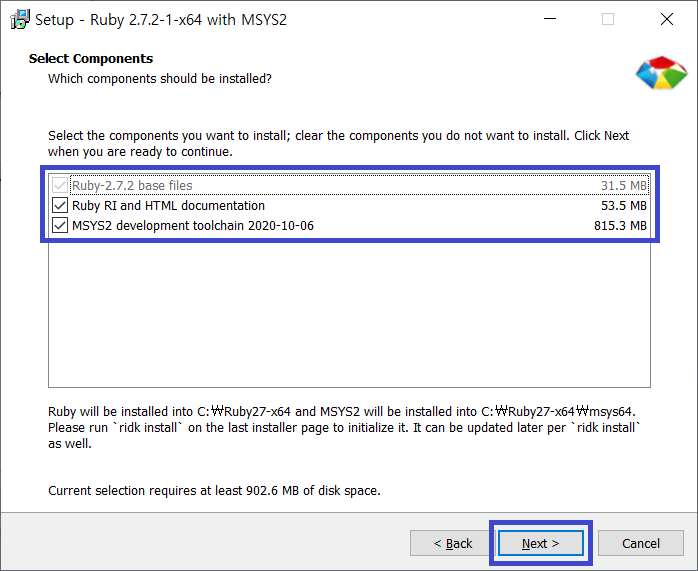 Setup - Ruby 2.7.2-1-x64 with MSYS2
Select Components
Which components should be installed?
Select the components you want to install; clear the components you do not want to install. Click Next
when you are ready to continue.
Ruby-2.7.2 base files 31.5 MB
Ruby RI and HTML documentation 53.5 MB
MSYS2 development toolchain 2020-10-06 815.3 MB
Ruby will be installed into C:₩Ruby27-x64 and MSYS2 will be installed into C:₩Ruby27-x64₩msys64.
Please run `ridk install` on the last installer page to initialize it. It can be updated later per `ridk install`
as well.
Current selection requires at least 902.6 MB of disk space.
< Back Next > Cancel